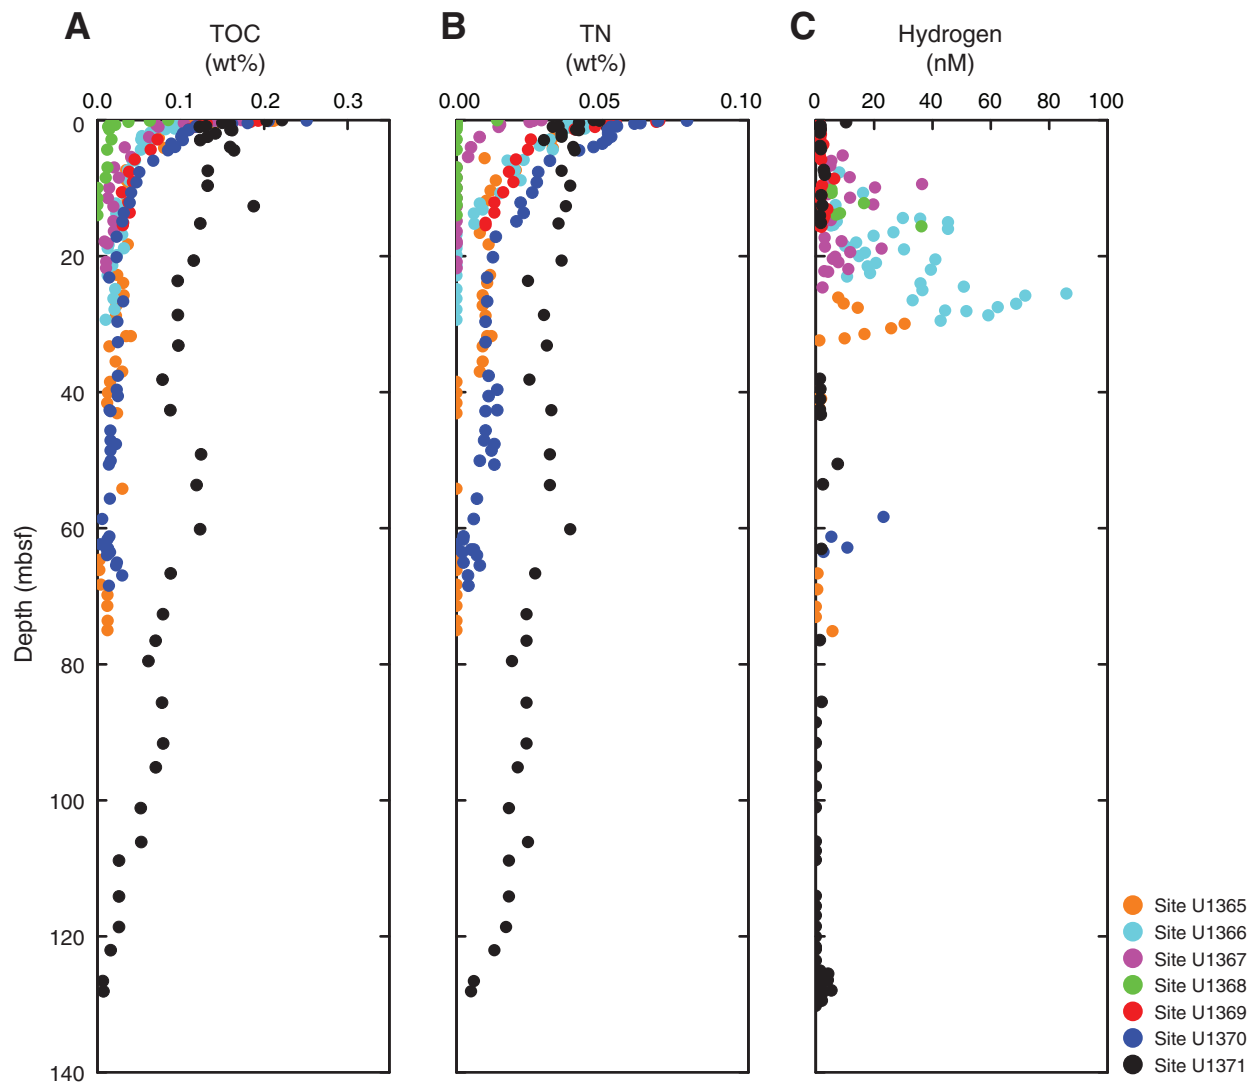 A
TOC
(wt%)
B
TN
(wt%)
C
Hydrogen
(nM)
0.0 0.1 0.2 0.3
0.00 0.05 0.10
0 20 40 60 80 100
0
20
40
60
80
100
120
140
Depth (mbsf)
Site U1365
Site U1366
Site U1367
Site U1368
Site U1369
Site U1370
Site U1371